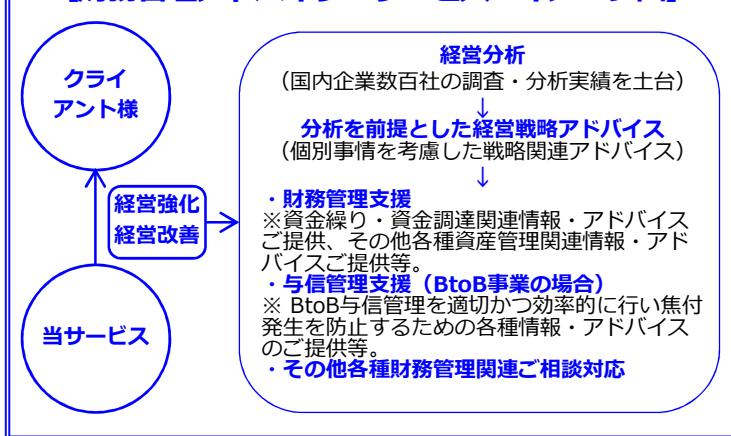 クライ
アント様
経営強化
経営改善
当サービス
経営分析
（国内企業数百社の調査・分析実績を土台）
↓
分析を前提とした経営戦略アドバイス
（個別事情を考慮した戦略関連アドバイス）
↓
・財務管理支援
※資金繰り・資金調達関連情報・アドバイス
ご提供、その他各種資産管理関連情報・アド
バイスご提供等。
・与信管理支援（BtoB事業の場合）
※ BtoB与信管理を適切かつ効率的に行い焦付
発生を防止するための各種情報・アドバイス
のご提供等。
・その他各種財務管理関連ご相談対応